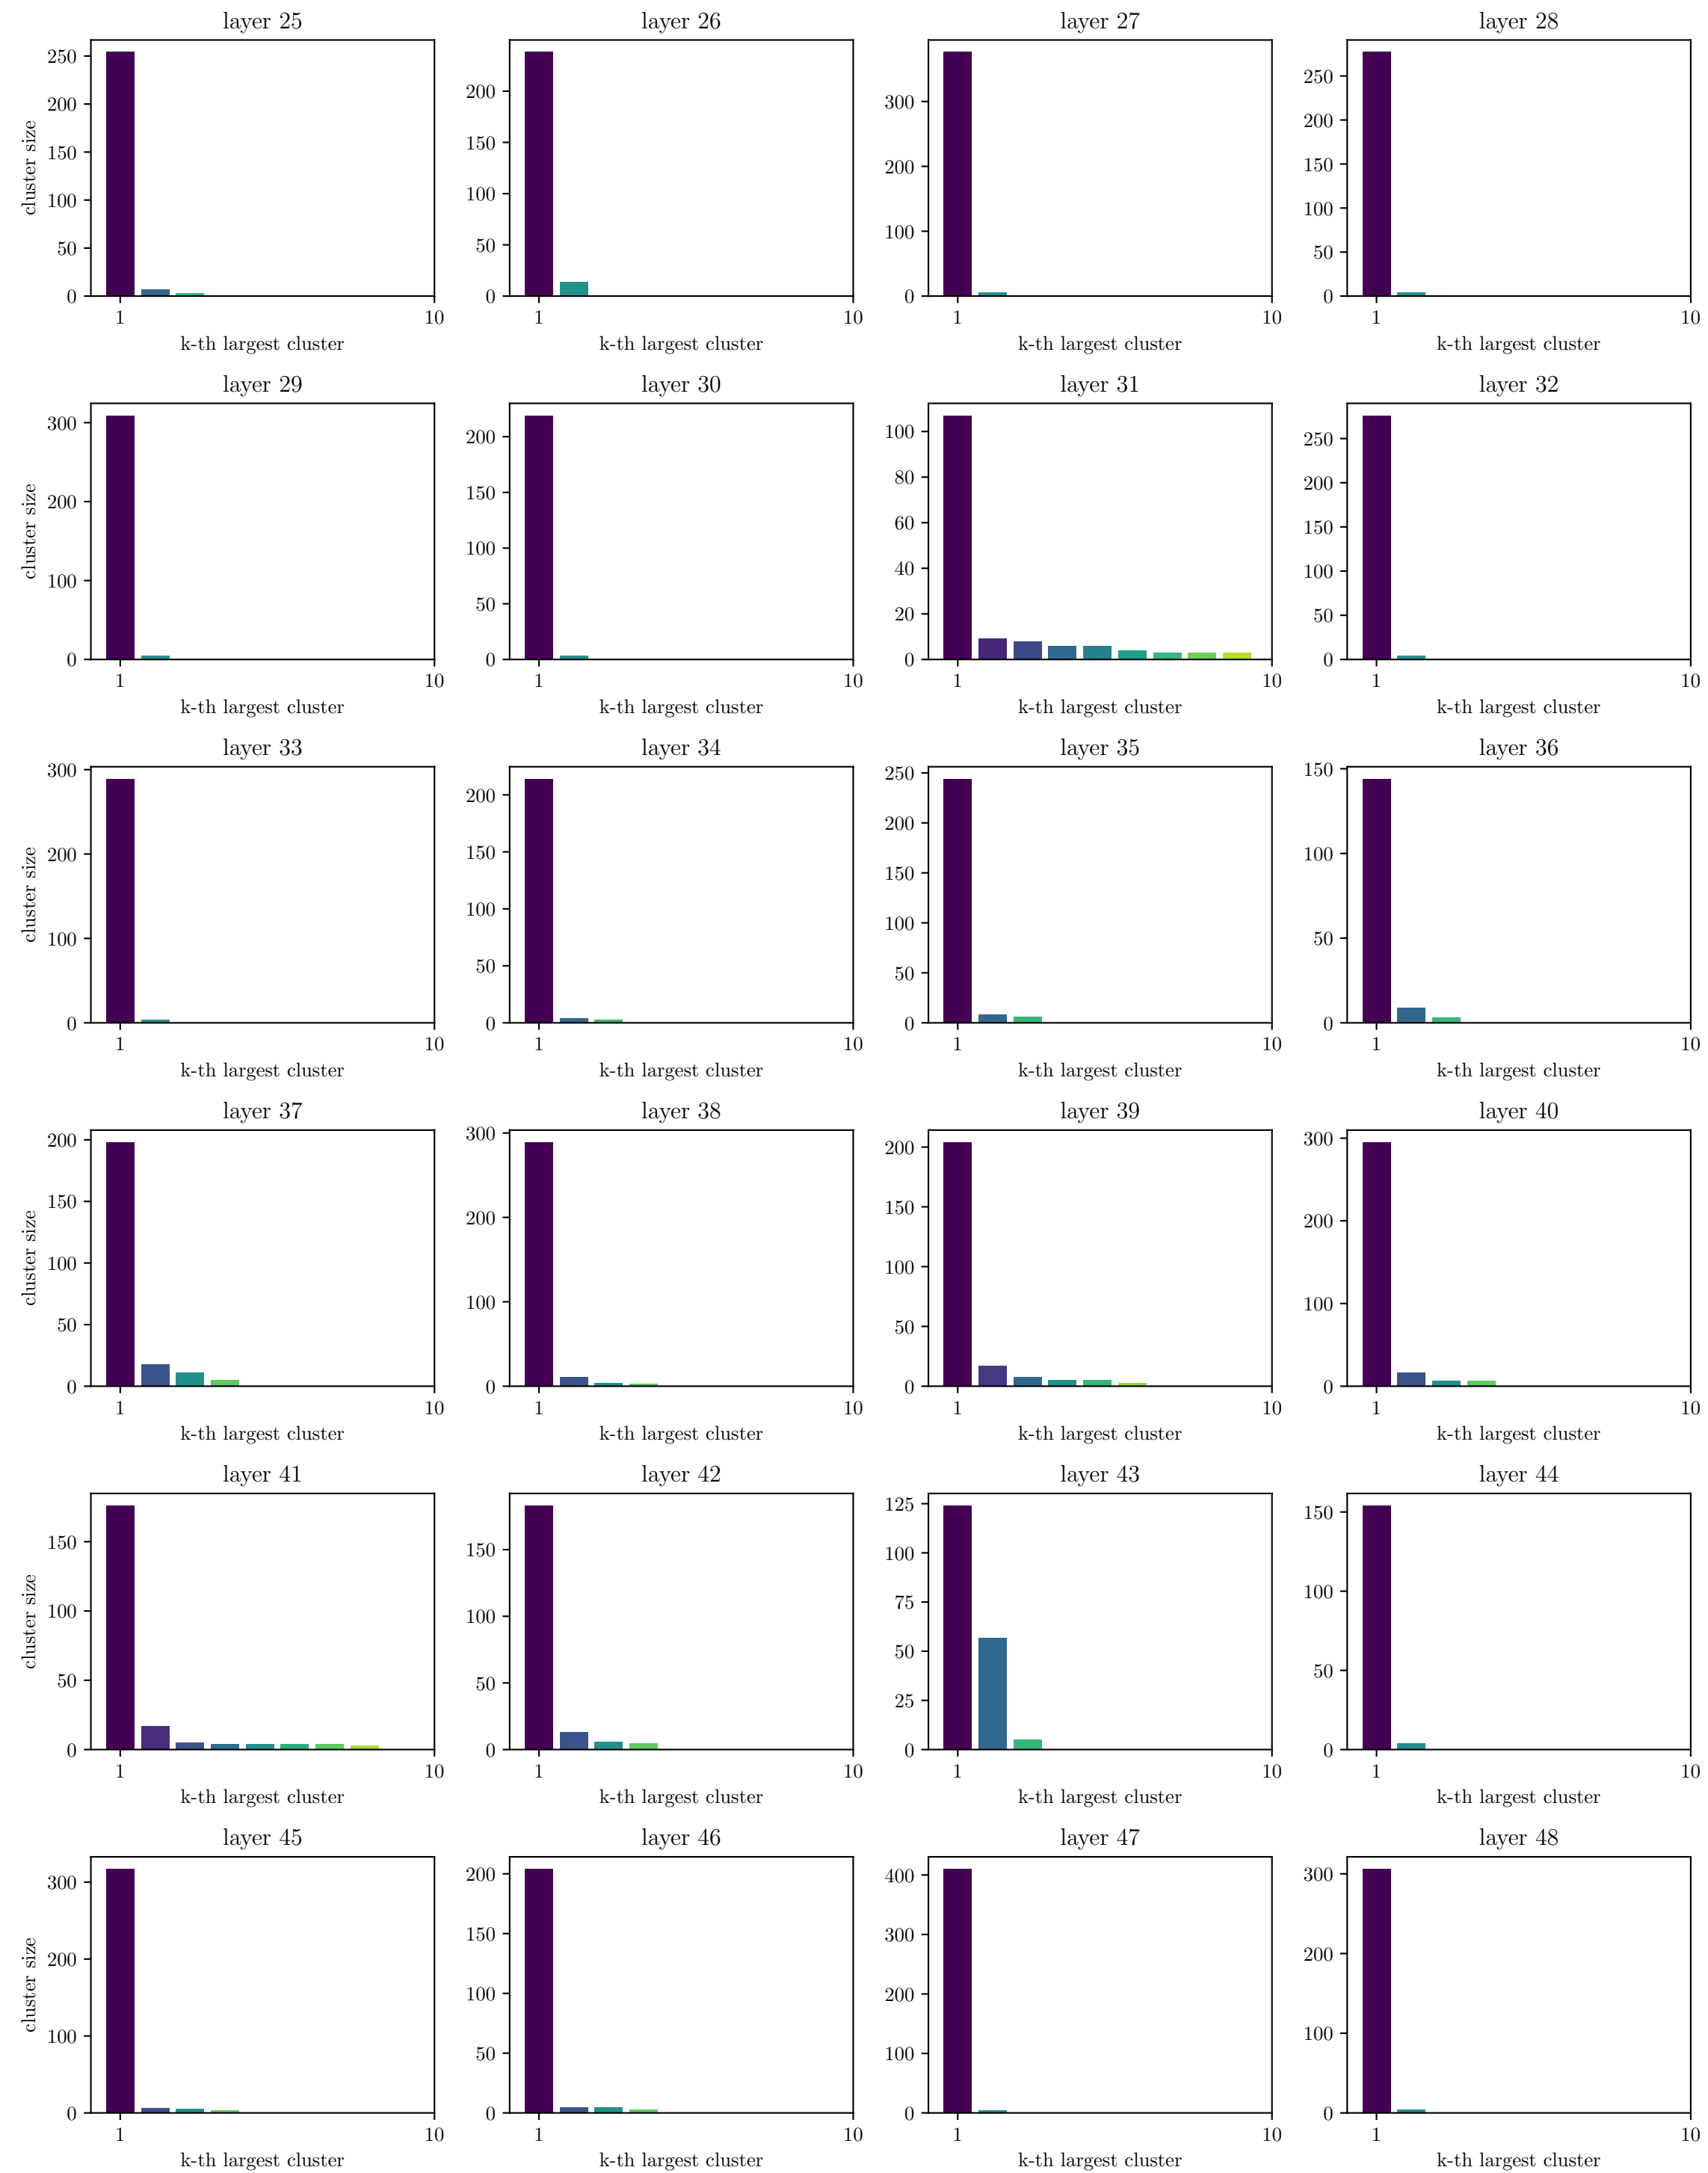 layer 25
layer 26
layer 27
layer 28
cluster size
250
200
150
100
50
0
200
150
100
50
0
300
200
100
0
250
200
150
100
50
0
1 10
1 10
1 10
1 10
k-th largest cluster
k-th largest cluster
k-th largest cluster
k-th largest cluster
layer 29
layer 30
layer 31
layer 32
cluster size
300
200
100
0
200
150
100
50
0
100
80
60
40
20
0
250
200
150
100
50
0
1 10
1 10
1 10
1 10
k-th largest cluster
k-th largest cluster
k-th largest cluster
k-th largest cluster
layer 33
layer 34
layer 35
layer 36
cluster size
300
200
100
0
200
150
100
50
0
250
200
150
100
50
0
150
100
50
0
1 10
1 10
1 10
1 10
k-th largest cluster
k-th largest cluster
k-th largest cluster
k-th largest cluster
layer 37
layer 38
layer 39
layer 40
cluster size
200
150
100
50
0
300
200
100
0
200
150
100
50
0
300
200
100
0
1 10
1 10
1 10
1 10
k-th largest cluster
k-th largest cluster
k-th largest cluster
k-th largest cluster
layer 41
layer 42
layer 43
layer 44
cluster size
150
100
50
0
150
100
50
0
125
100
75
50
25
0
150
100
50
0
1 10
1 10
1 10
1 10
k-th largest cluster
k-th largest cluster
k-th largest cluster
k-th largest cluster
layer 45
layer 46
layer 47
layer 48
cluster size
300
200
100
0
200
150
100
50
0
400
300
200
100
0
300
200
100
0
1 10
1 10
1 10
1 10
k-th largest cluster
k-th largest cluster
k-th largest cluster
k-th largest cluster